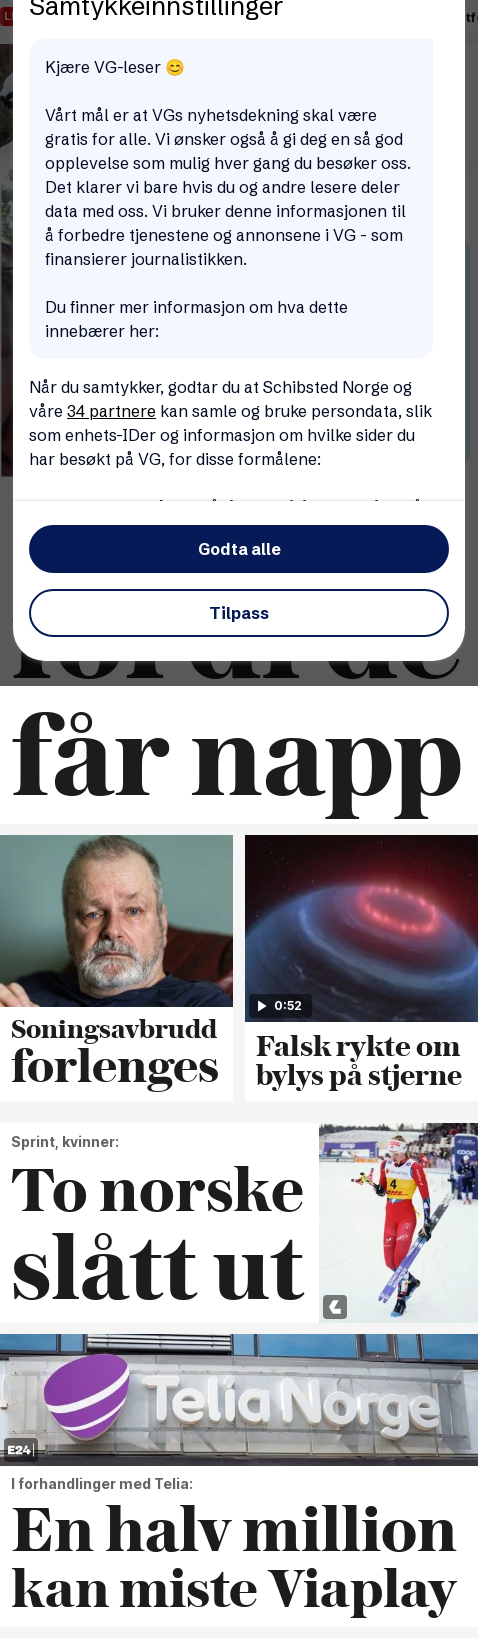 Samtykkeinnstillinger
Kjære VG-leser 😊
Vårt mål er at VGs nyhetsdekning skal være
gratis for alle. Vi ønsker også å gi deg en så god
opplevelse som mulig hver gang du besøker oss.
Det klarer vi bare hvis du og andre lesere deler
data med oss. Vi bruker denne informasjonen til
å forbedre tjenestene og annonsene i VG - som
finansierer journalistikken.
Du finner mer informasjon om hva dette
innebærer her:
Når du samtykker, godtar du at Schibsted Norge og
våre 34 partnere kan samle og bruke persondata, slik
som enhets-IDer og informasjon om hvilke sider du
har besøkt på VG, for disse formålene:
Godta alle
Tilpass
får napp
0:52
Soningsavbrudd
forlenges
Falsk rykte om
bylys på stjerne
Sprint, kvinner:
To norske
slått ut
coop
4
Telia Norge
E24
I forhandlinger med Telia:
En halv million
kan miste Viaplay